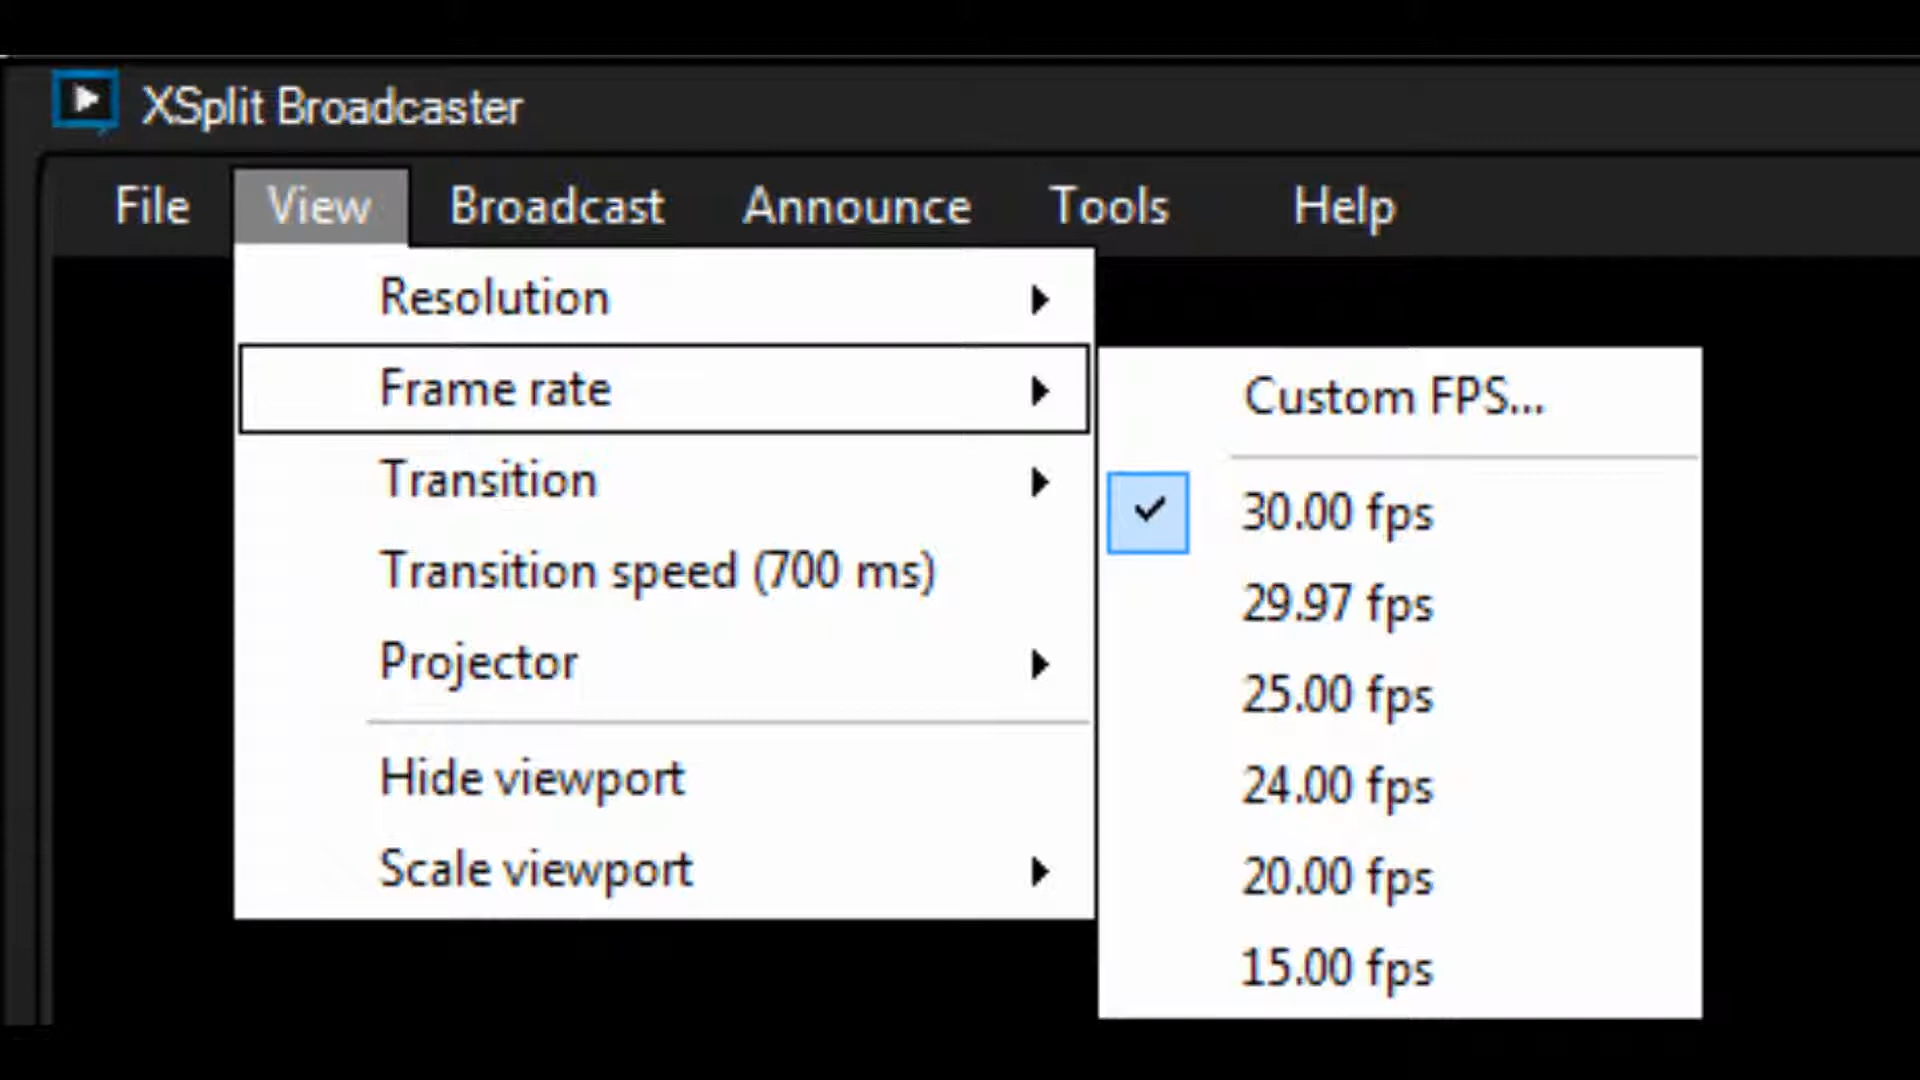 XSplit Broadcaster
File View Broadcast Announce Tools Help
Resolution
Frame rate
Transition
Transition speed (700 ms)
Projector
Hide viewport
Scale viewport
Custom FPS...
30.00 fps
29.97 fps
25.00 fps
24.00 fps
20.00 fps
15.00 fps